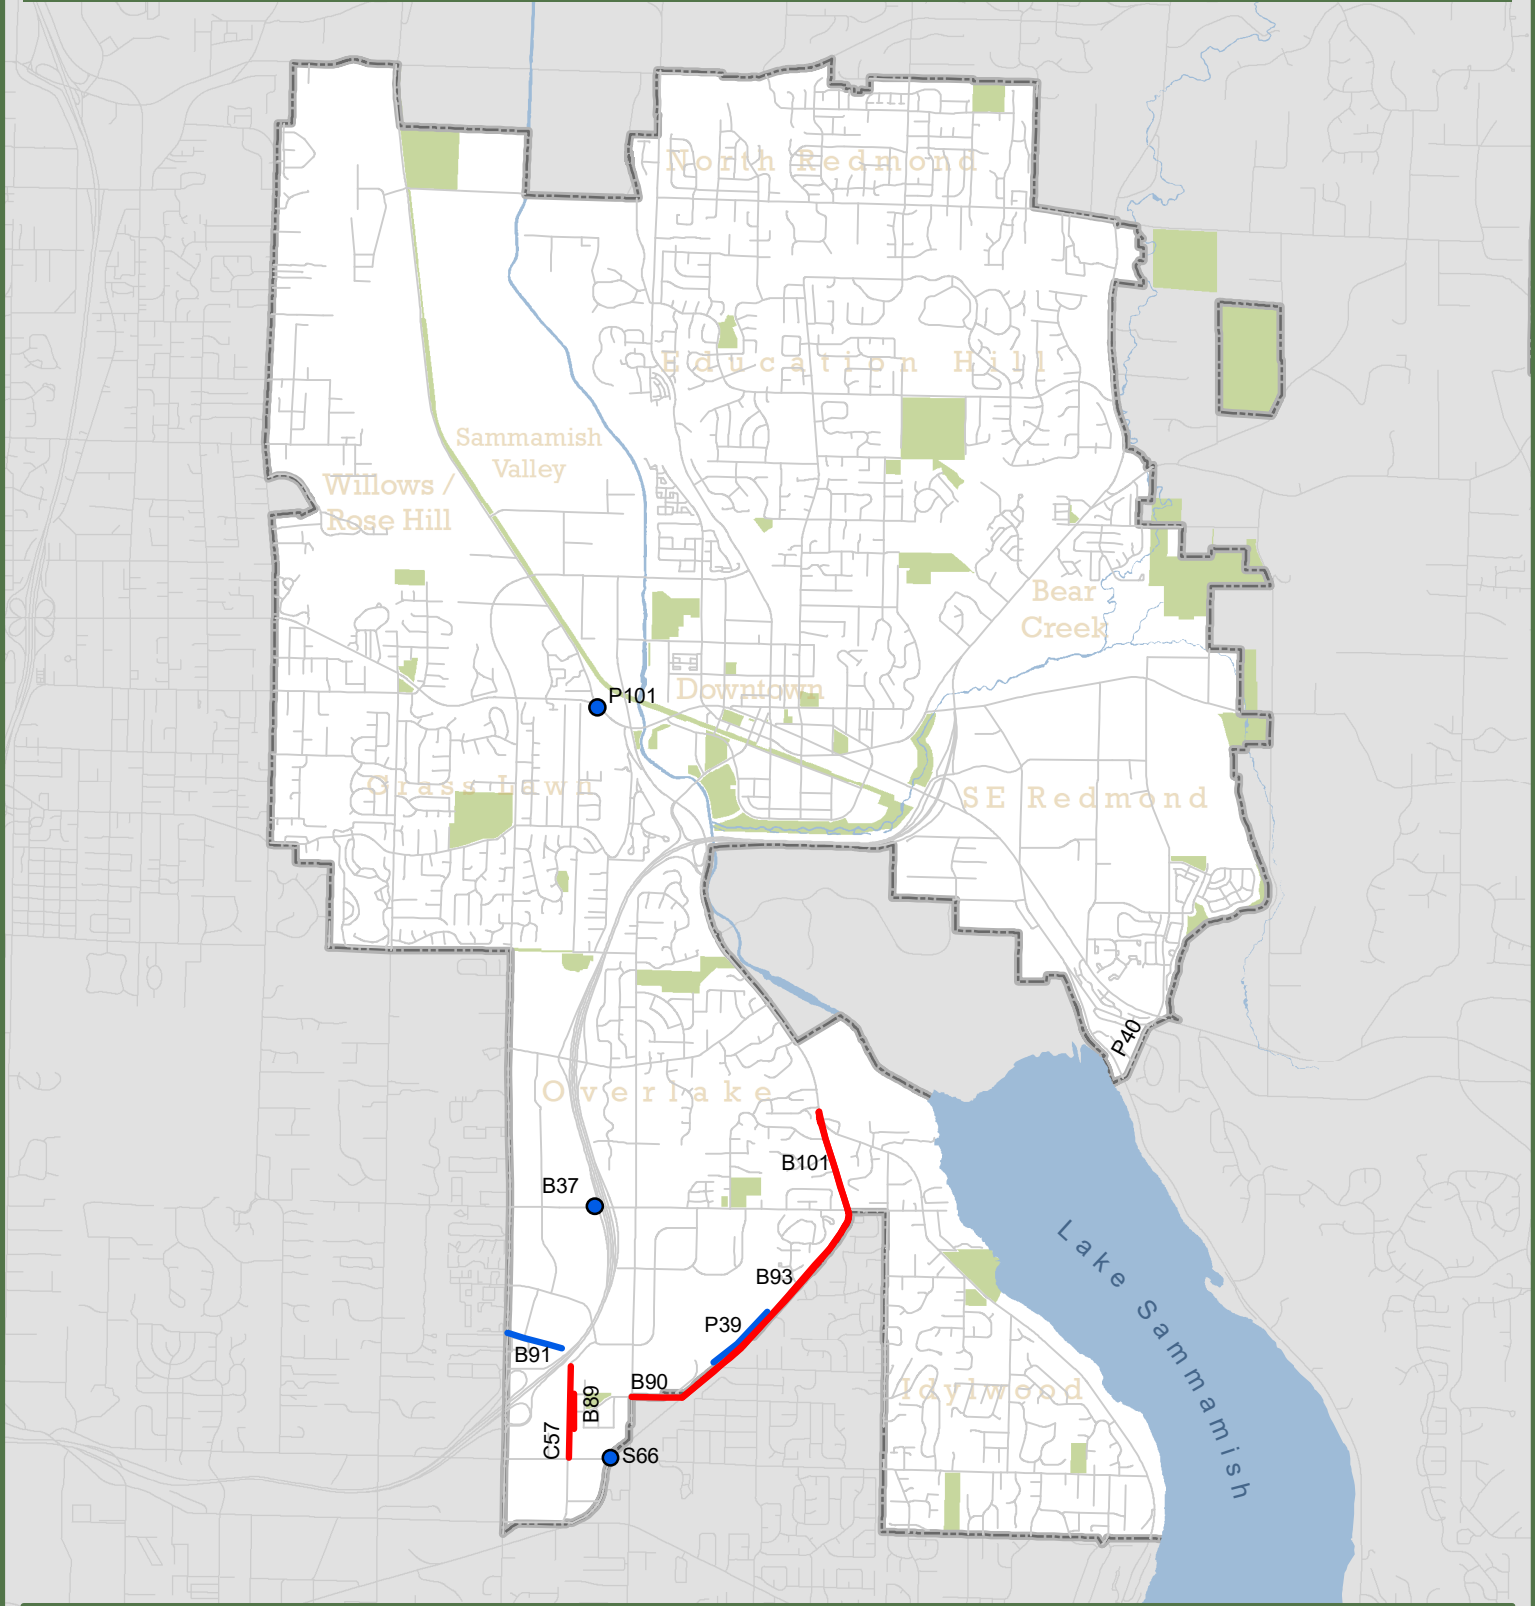 North Redmond
Education Hill
Sammamish
Valley
Willows /
Rose Hill
Bear
Creek
P101
Downtown
Grass Lawn
SE Redmond
P40
Overlake
B101
B37
Lake Sammamish
B93
P39
B91
B90
B89
Idylwood
C57
S66